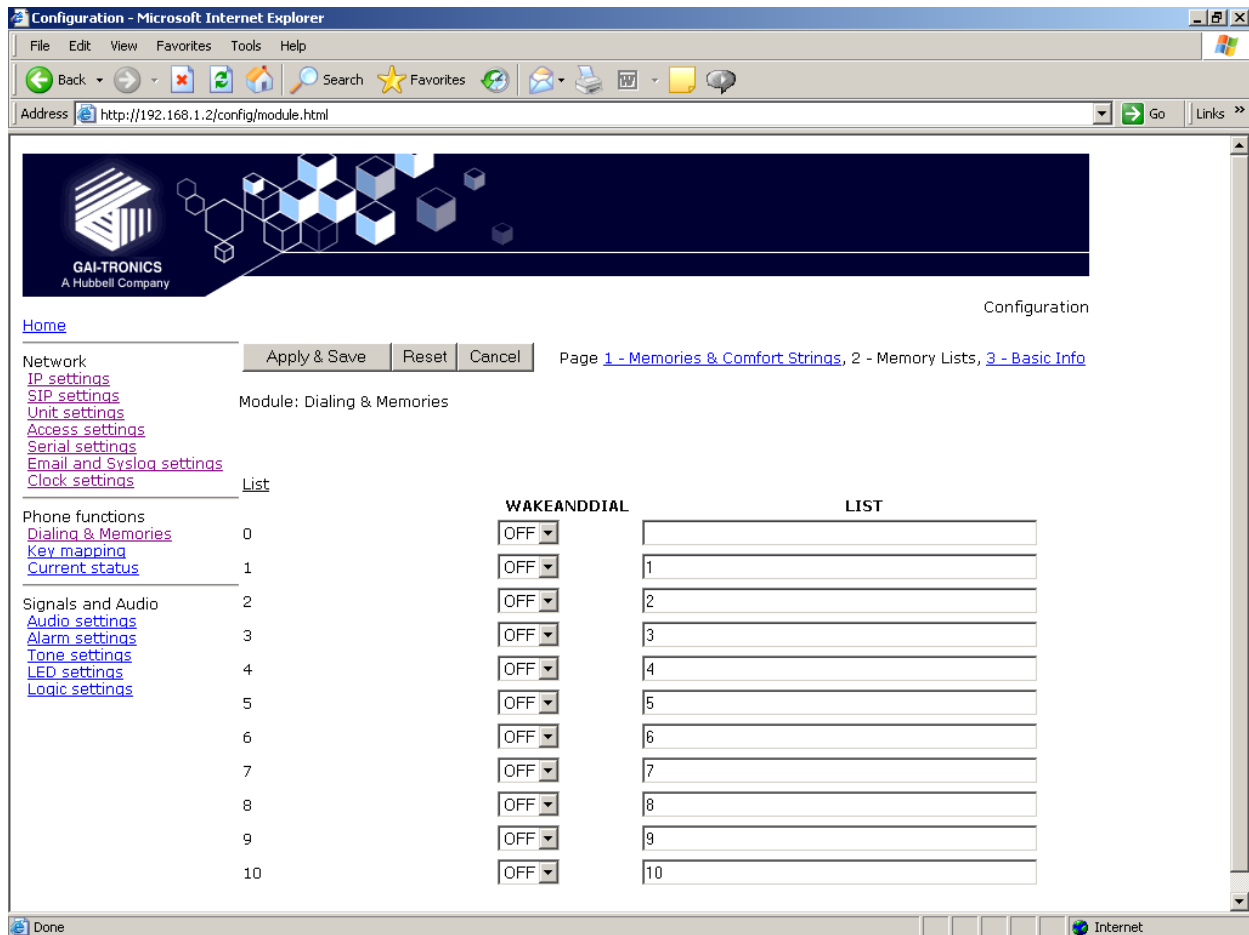 Configuration - Microsoft Internet Explorer
File Edit View Favorites Tools Help
Back Search Favorites
Address http://192.168.1.2/config/module.html Go Links »
GAI-TRONICS
A Hubbell Company
Configuration
Home
Network
IP settings
SIP settings
Unit settings
Access settings
Serial settings
Email and Syslog settings
Clock settings
Phone functions
Dialing & Memories
Key mapping
Current status
Signals and Audio
Audio settings
Alarm settings
Tone settings
LED settings
Logic settings
Apply & Save Reset Cancel Page 1 - Memories & Comfort Strings, 2 - Memory Lists, 3 - Basic Info
Module: Dialing & Memories
List
WAKEANDDIAL LIST
0 OFF
1 OFF 1
2 OFF 2
3 OFF 3
4 OFF 4
5 OFF 5
6 OFF 6
7 OFF 7
8 OFF 8
9 OFF 9
10 OFF 10
Done Internet